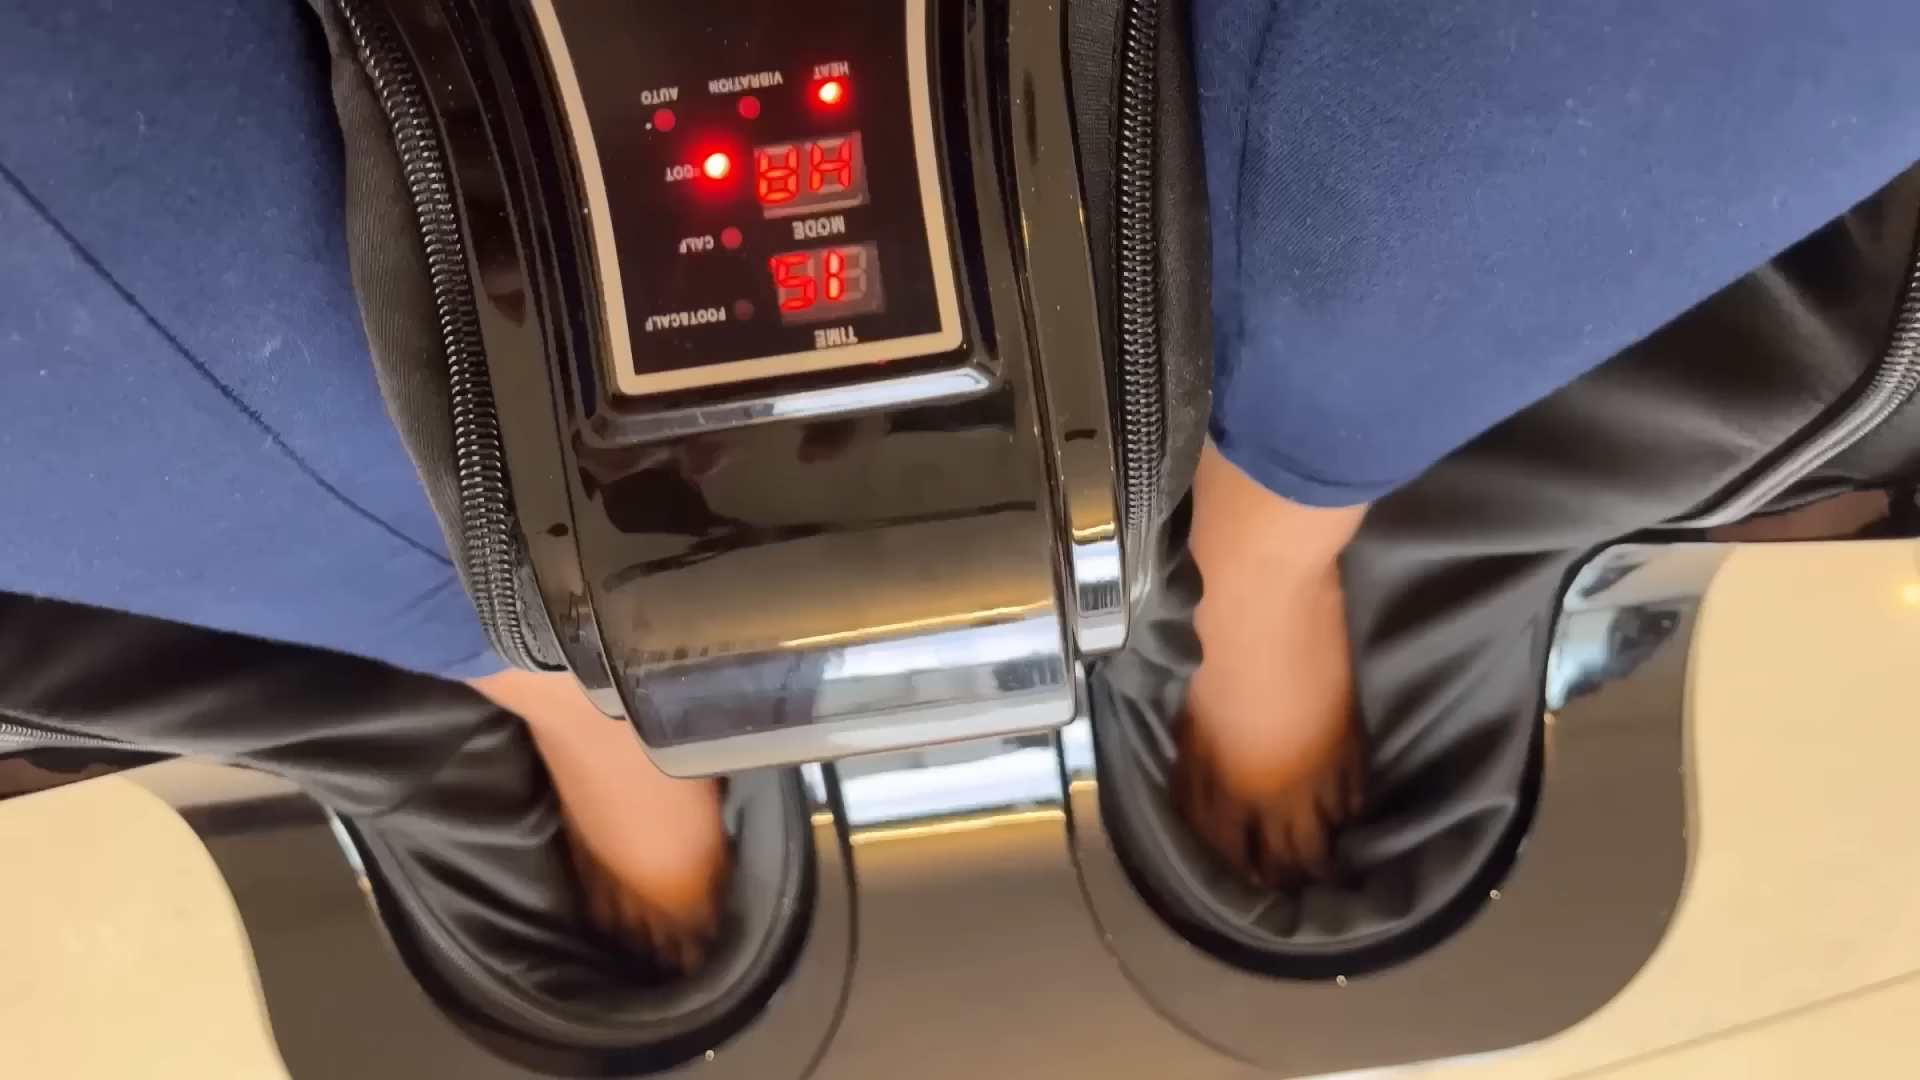 TIME
15
FOOT&CALF
MODE
CALF
FOOT
HEAT
VIBRATION
AUTO